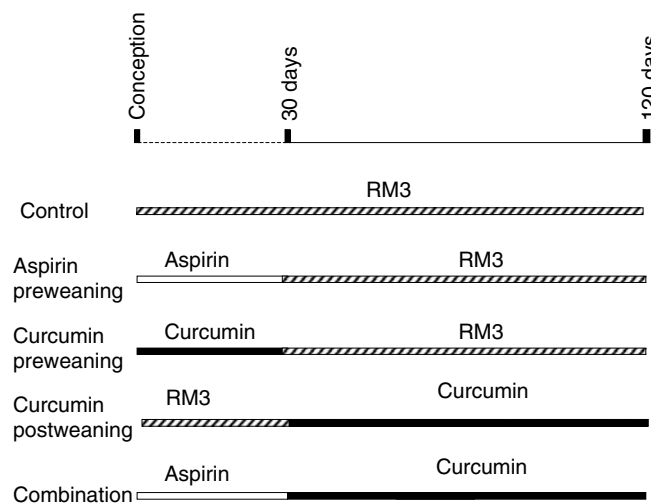 Conception
30 days
120 days
RM3
Control
Aspirin RM3
Aspirin
preweaning
Curcumin RM3
Curcumin
preweaning
RM3 Curcumin
Curcumin
postweaning
Aspirin Curcumin
Combination